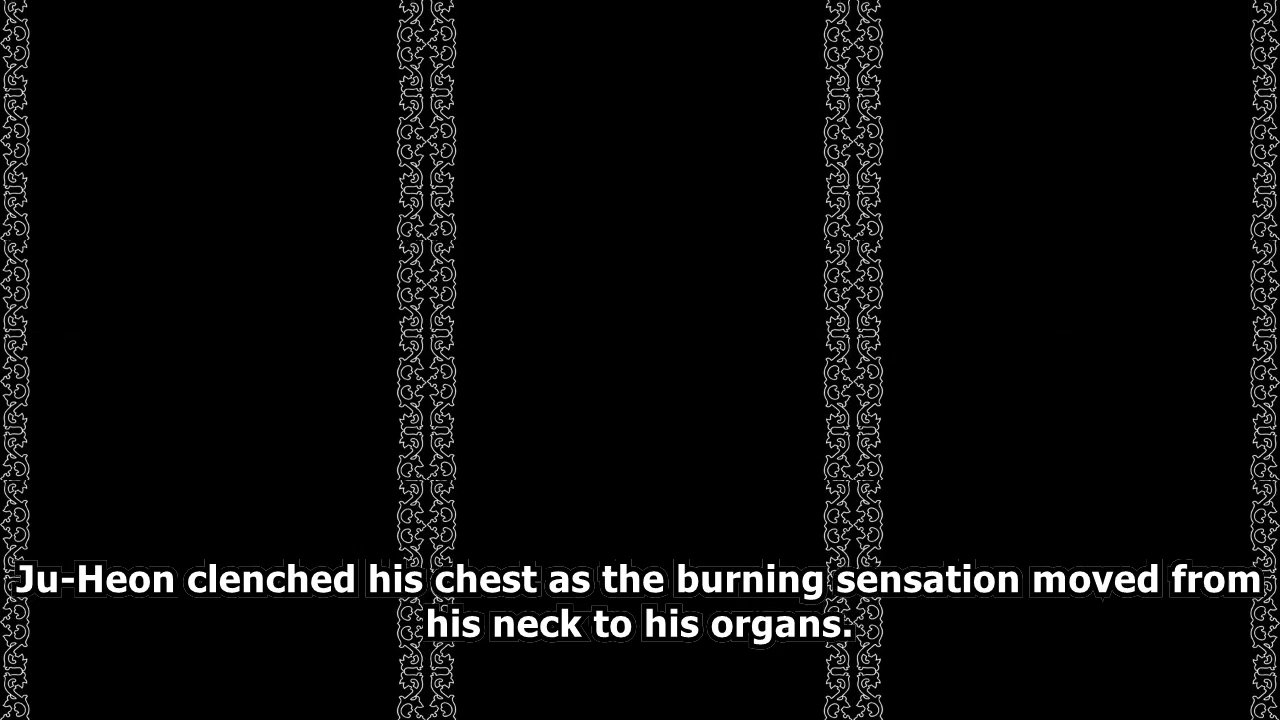 Ju-Heon clenched his chest as the burning sensation moved from
his neck to his organs.